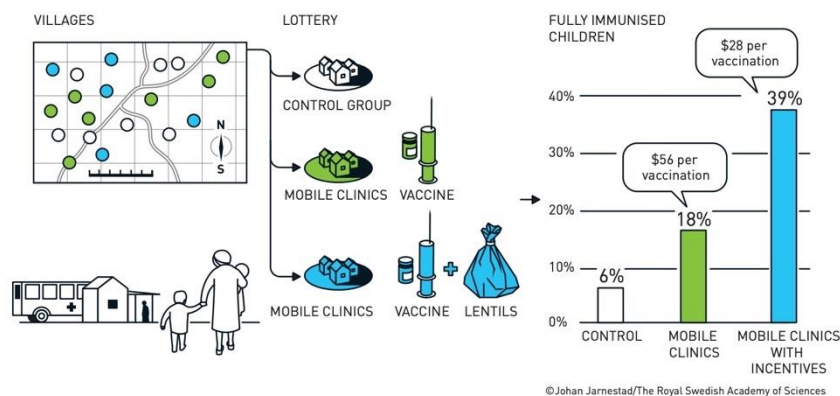 VILLAGES
N
S
LOTTERY
CONTROL GROUP
MOBILE CLINICS
VACCINE
MOBILE CLINICS
VACCINE
+
LENTILS
FULLY IMMUNISED
CHILDREN
$28 per
vaccination
$56 per
vaccination
40%
30%
20%
10%
0%
6%
18%
39%
CONTROL
MOBILE
CLINICS
MOBILE CLINICS
WITH
INCENTIVES
©Johan Jarnestad/The Royal Swedish Academy of Sciences